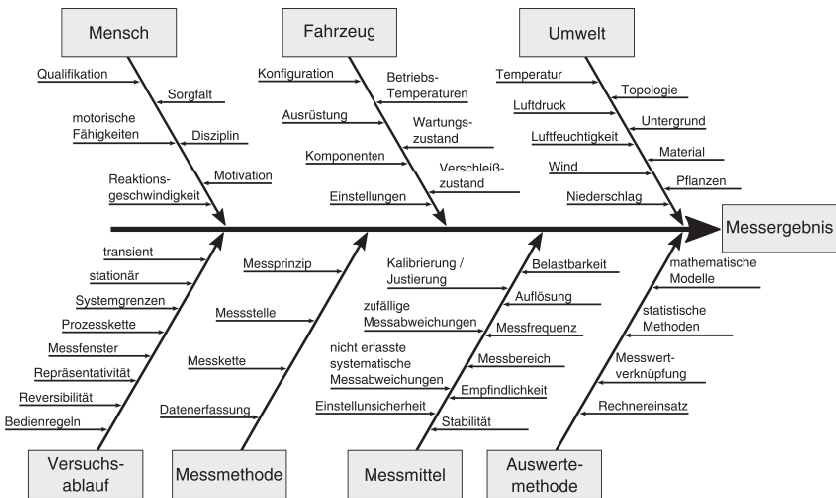 Mensch
Qualifikation
Sorgfalt
motorische
Fähigkeiten
Disziplin
Motivation
Reaktions-
geschwindigkeit
Fahrzeug
Konfiguration
Betriebs-
Temperaturen
Ausrüstung
Wartungs-
zustand
Komponenten
Verschleiß-
zustand
Einstellungen
Umwelt
Temperatur
Topologie
Luftdruck
Untergrund
Luftfeuchtigkeit
Material
Wind
Pflanzen
Niederschlag
Messergebnis
transient
stationär
Systemgrenzen
Prozesskette
Messfenster
Repräsentativität
Reversibilität
Bedienregeln
Versuchs-
ablauf
Messprinzip
Messstelle
Messkette
Datenerfassung
Messmethode
Kalibrierung /
Justierung
Belastbarkeit
Auflösung
zufällige
Messabweichungen
Messfrequenz
nicht erfasste
systematische
Messabweichungen
Messbereich
Empfindlichkeit
Einstellunsicherheit
Stabilität
Messmittel
mathematische
Modelle
statistische
Methoden
Messwert-
verknüpfung
Rechnereinsatz
Auswerte-
methode